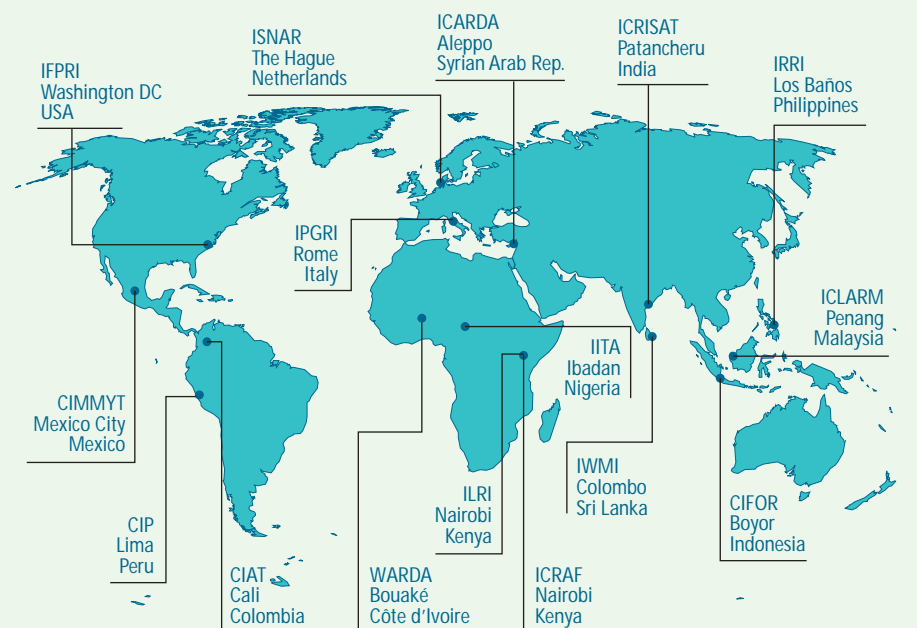 IFPRI
Washington DC
USA
ISNAR
The Hague
Netherlands
ICARDA
Aleppo
Syrian Arab Rep.
ICRISAT
Patancheru
India
IRRI
Los Baños
Philippines
IPGRI
Rome
Italy
ICLARM
Penang
Malaysia
IITA
Ibadan
Nigeria
CIMMYT
Mexico City
Mexico
IWMI
Colombo
Sri Lanka
ILRI
Nairobi
Kenya
CIFOR
Boyor
Indonesia
CIP
Lima
Peru
CIAT
Cali
Colombia
WARDA
Bouaké
Côte d'Ivoire
ICRAF
Nairobi
Kenya